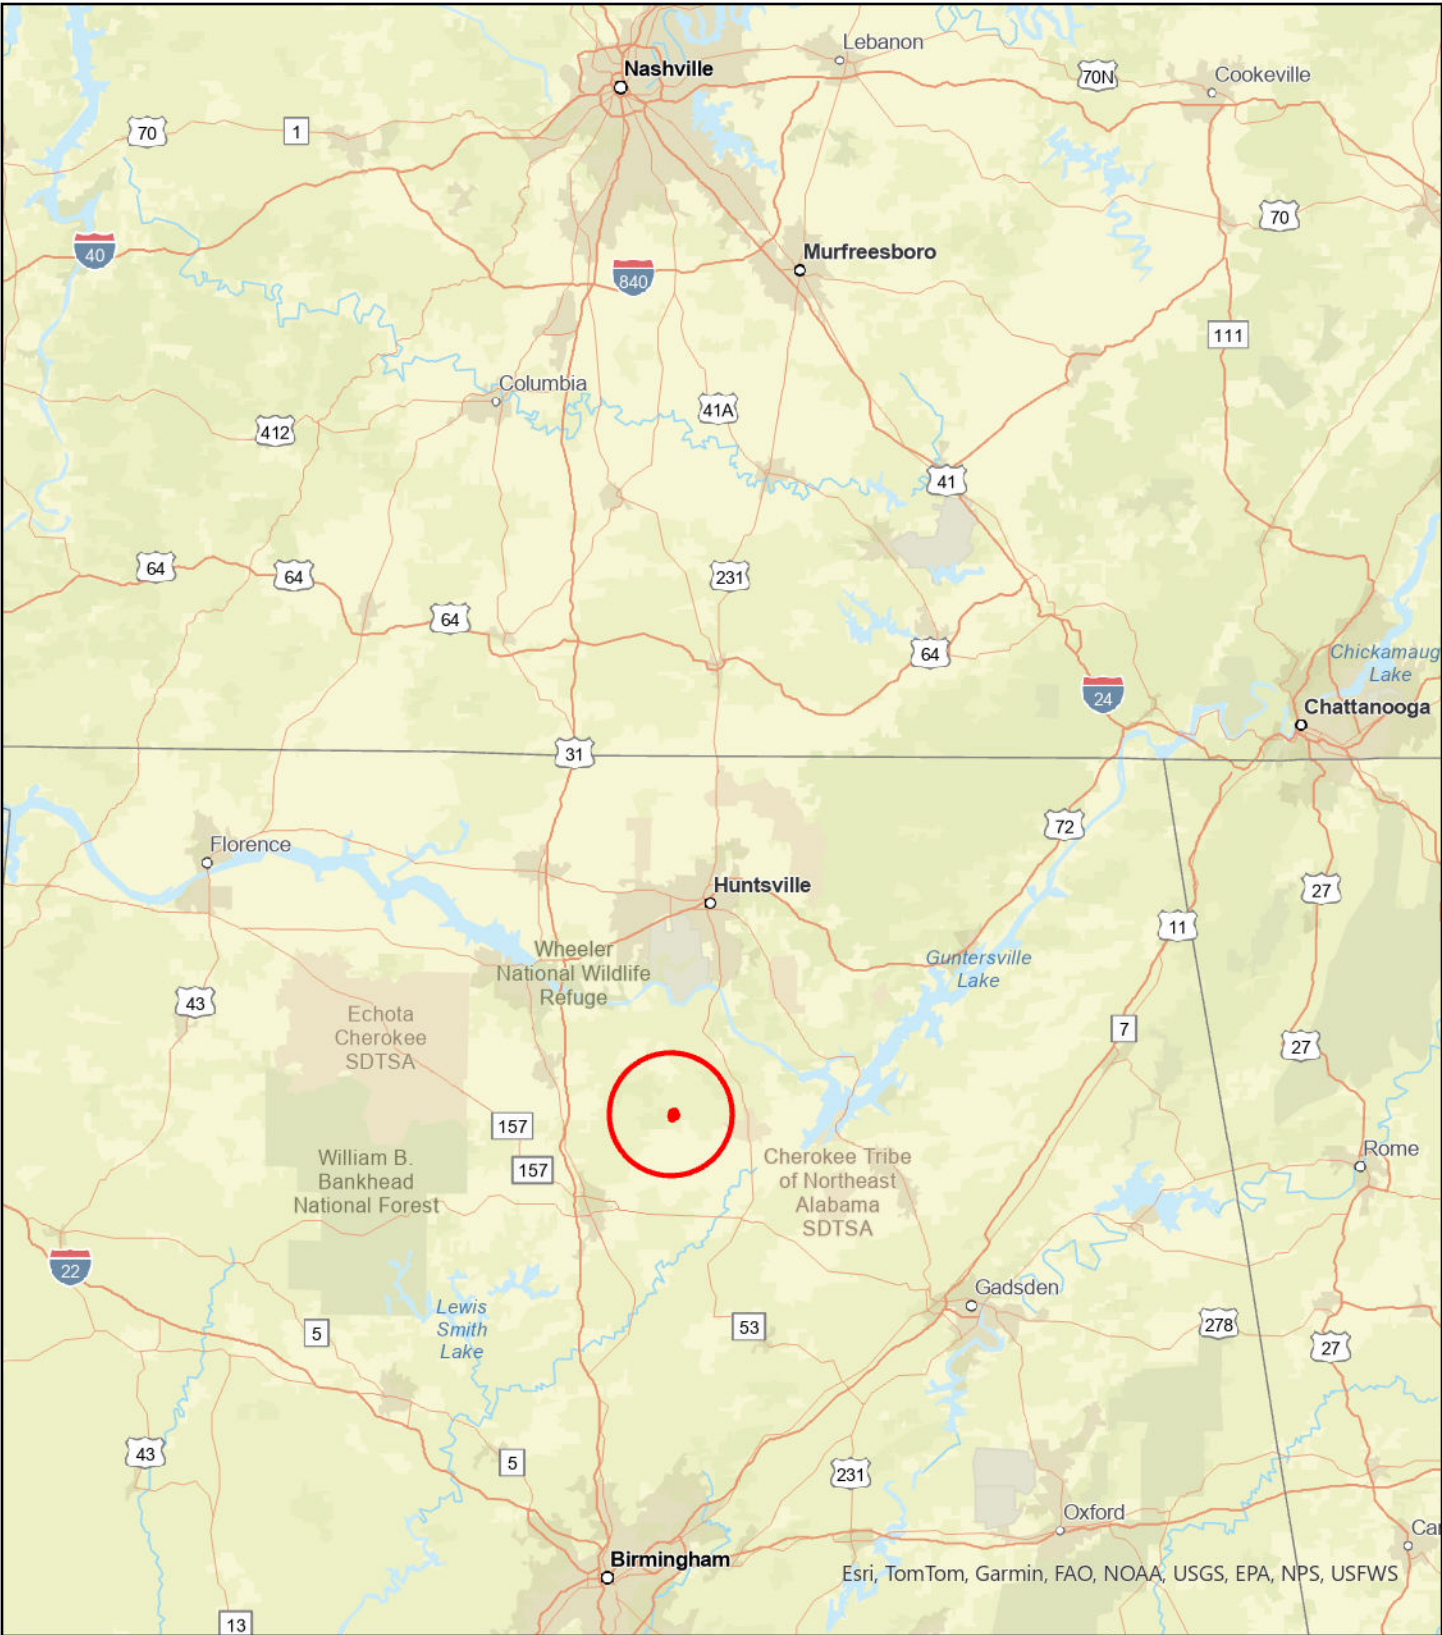 Lebanon
Nashville
70N
Cookeville
70
1
70
40
Murfreesboro
840
111
Columbia
41A
412
41
64
64
231
64
64
Chickamaug
Lake
24
Chattanooga
31
72
Florence
Huntsville
27
11
Wheeler
National Wildlife
Refuge
Guntersville
Lake
43
Echota
Cherokee
SDTSA
7
27
157
William B.
Bankhead
National Forest
157
Cherokee Tribe
of Northeast
Alabama
SDTSA
Rome
22
Gadsden
Lewis
Smith
Lake
5
53
278
27
43
5
231
Oxford
Car
Birmingham
Esri, TomTom, Garmin, FAO, NOAA, USGS, EPA, NPS, USFWS
13